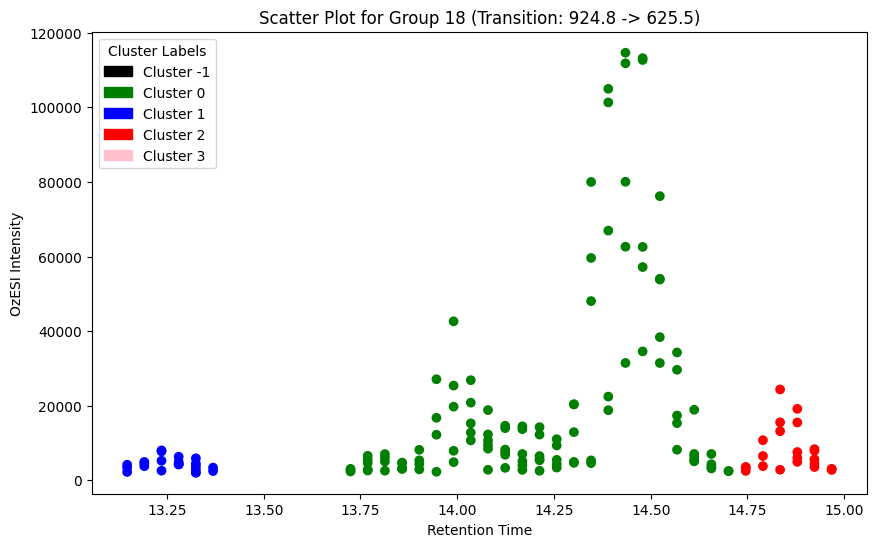 Scatter Plot for Group 18 (Transition: 924.8 -> 625.5)
Cluster Labels
Cluster -1
Cluster 0
Cluster 1
Cluster 2
Cluster 3
OzESI Intensity
120000
100000
80000
60000
40000
20000
0
13.25 13.50 13.75 14.00 14.25 14.50 14.75 15.00
Retention Time